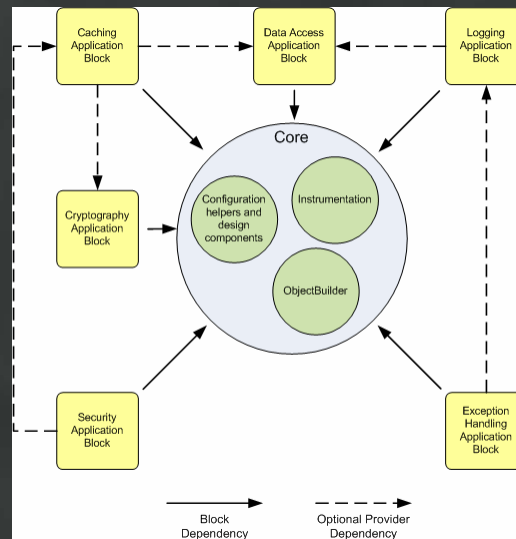 Caching
Application
Block
Data Access
Application
Block
Logging
Application
Block
Core
Configuration
helpers and
design
components
Instrumentation
ObjectBuilder
Cryptography
Application
Block
Security
Application
Block
Exception
Handling
Application
Block
Block
Dependency
Optional Provider
Dependency